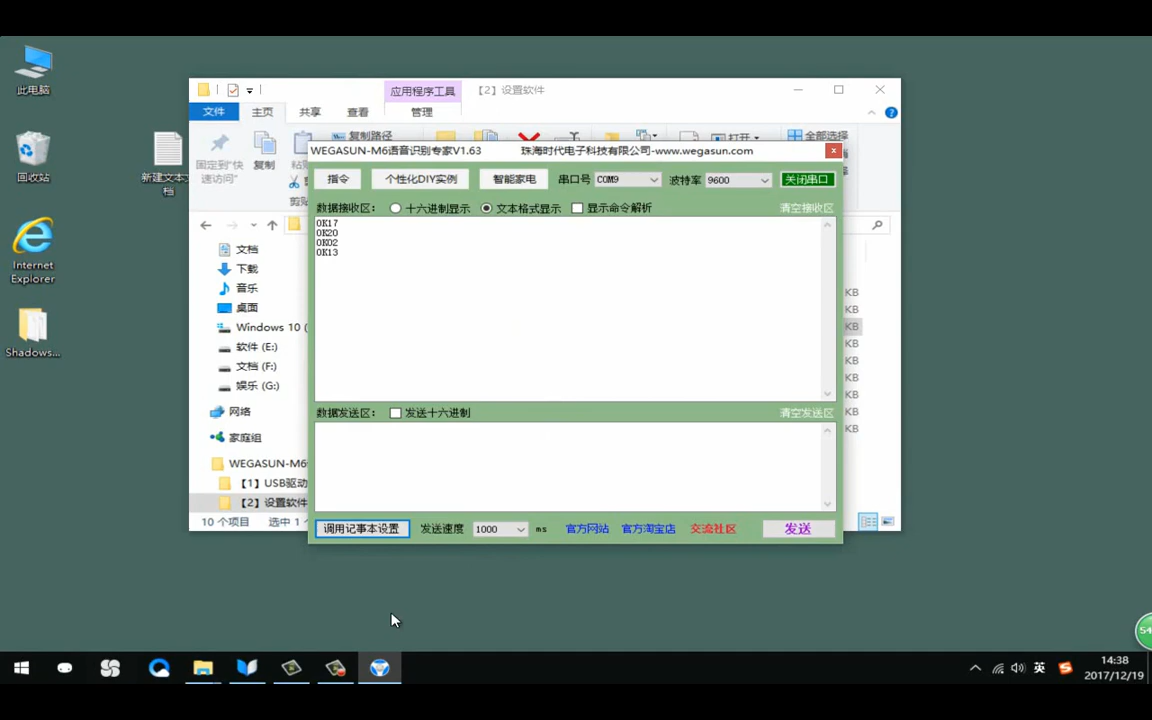 此电脑
回收站
新建文本文档
Internet
Explorer
Shadows...
应用程序工具
【2】设置软件
文件
主页
共享
查看
管理
固定到"快
速访问"
复制
复制路径
打开
全部选择
WEGASUN-M6语音识别专家V1.63
珠海时代电子科技有限公司-www.wegasun.com
指令
个性化DIY实例
智能家电
串口号
COM9
波特率
9600
关闭串口
数据接收区:
十六进制显示
文本格式显示
显示命令解析
清空接收区
OK17
OK20
OK02
OK13
文档
下载
音乐
桌面
Windows 10 (
软件 (E:)
文档 (F:)
娱乐 (G:)
网络
家庭组
WEGASUN-M6
【1】USB驱动
【2】设置软件
10 个项目
选中 1
KB
KB
KB
KB
KB
KB
KB
KB
KB
数据发送区:
发送十六进制
清空发送区
调用记事本设置
发送速度
1000
ms
官方网站
官方淘宝店
交流社区
发送
54
英
14:38
2017/12/19